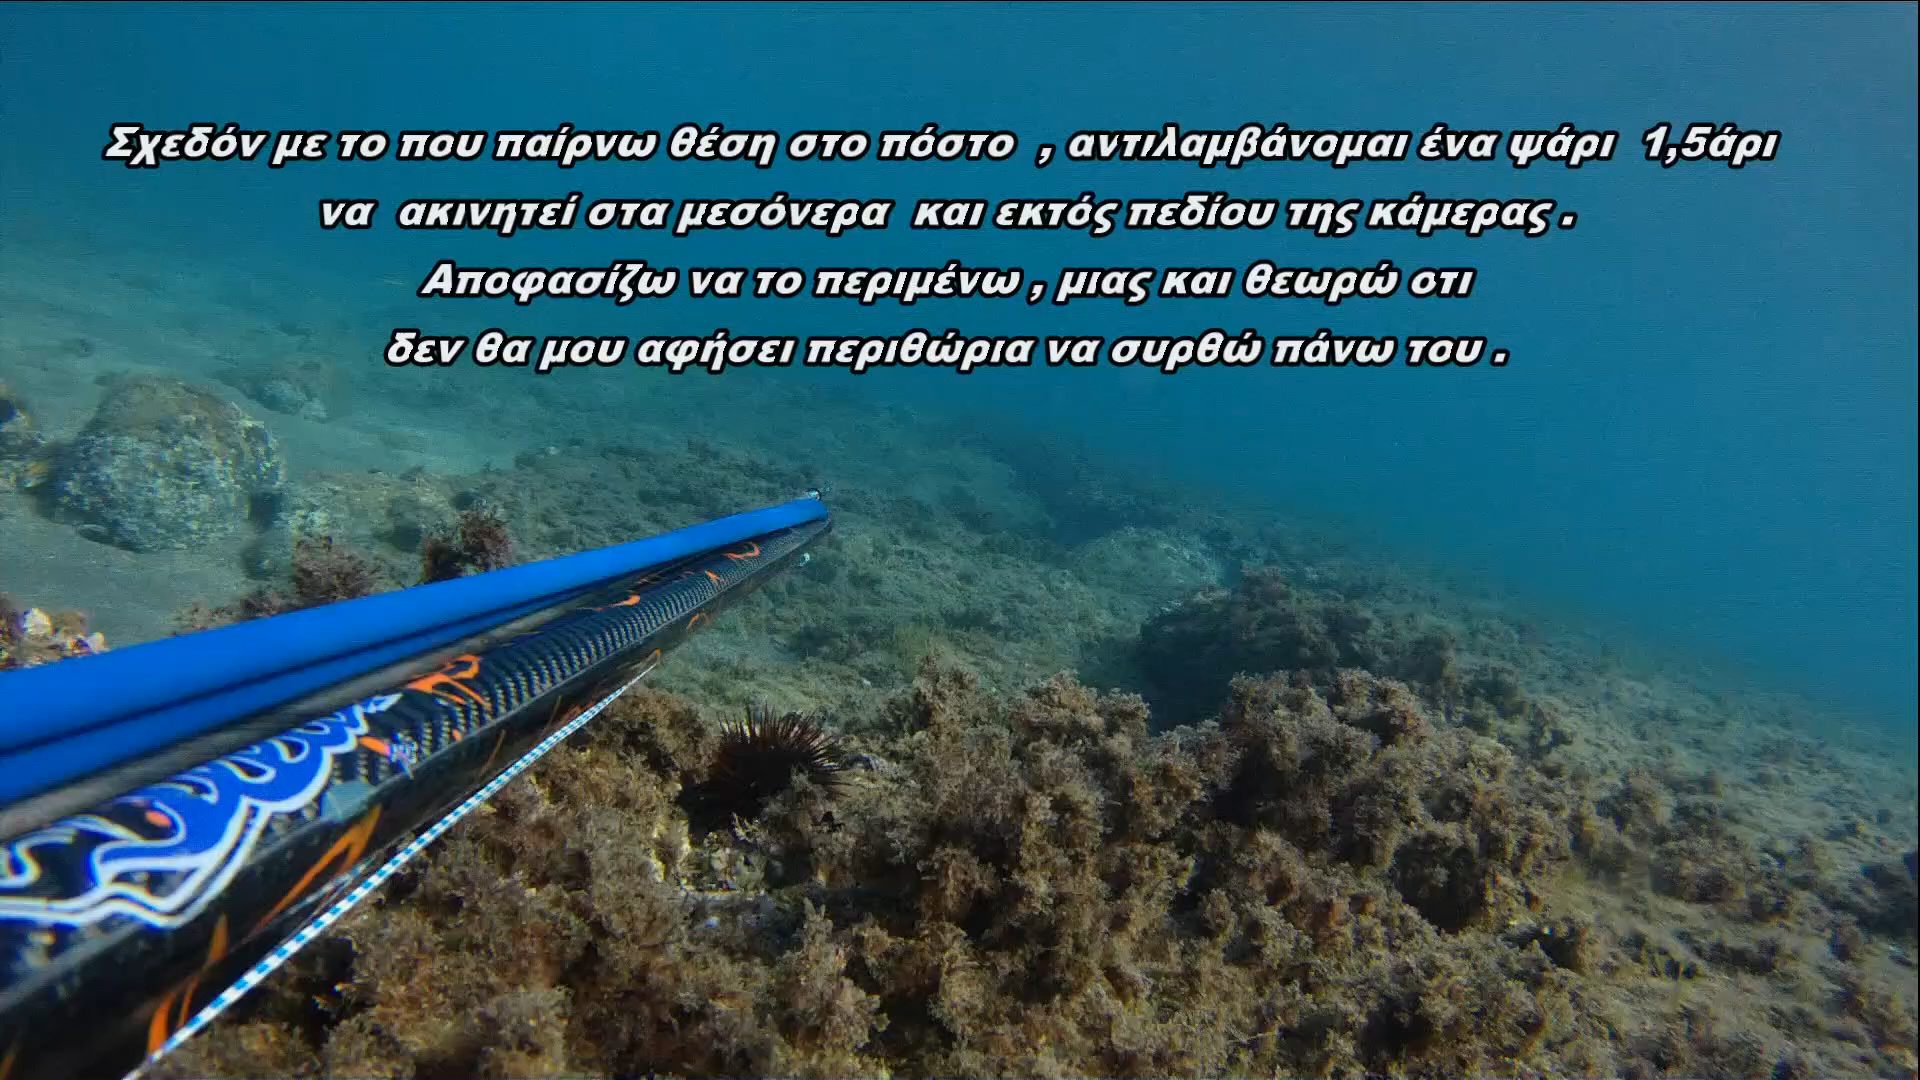 Σχεδόν με το που παίρνω θέση στο πόστο , αντιλαμβάνομαι ένα ψάρι 1,5άρι
να ακινητεί στα μεσόνερα και εκτός πεδίου της κάμερας .
Αποφασίζω να το περιμένω , μιας και θεωρώ οτι
δεν θα μου αφήσει περιθώρια να συρθώ πάνω του .